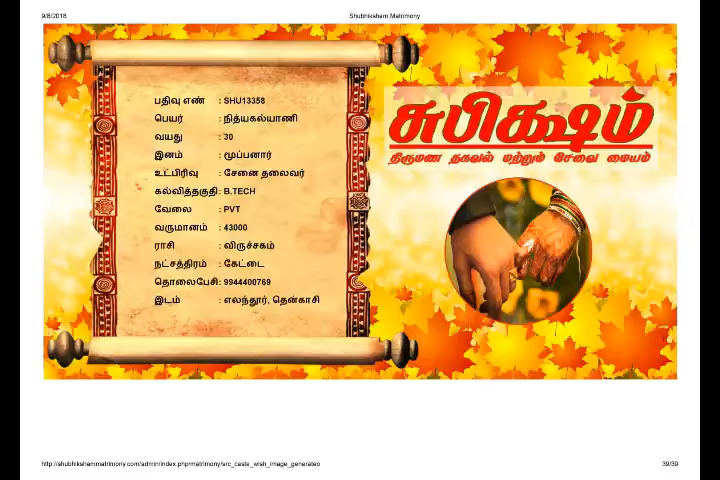 9/8/2018 Shubhiksham Matrimony
பதிவு எண் : SHU13358
பெயர் : நித்யகல்யாணி
வயது : 30
இனம் : மூப்பனார்
உட்பிரிவு : சேனை தலைவர்
கல்வித்தகுதி : B.TECH
வேலை : PVT
வருமானம் : 43000
ராசி : விருச்சகம்
நட்சத்திரம் : கேட்டை
தொலைபேசி : 9944400769
இடம் : எலந்தூர், தென்காசி
சுபிக்ஷம்
திருமண தகவல் மற்றும் சேவை மையம்
http://shubhikshammatrimony.com/admin/index.php/matrimony/src_caste_wish_image_generateo 39/39